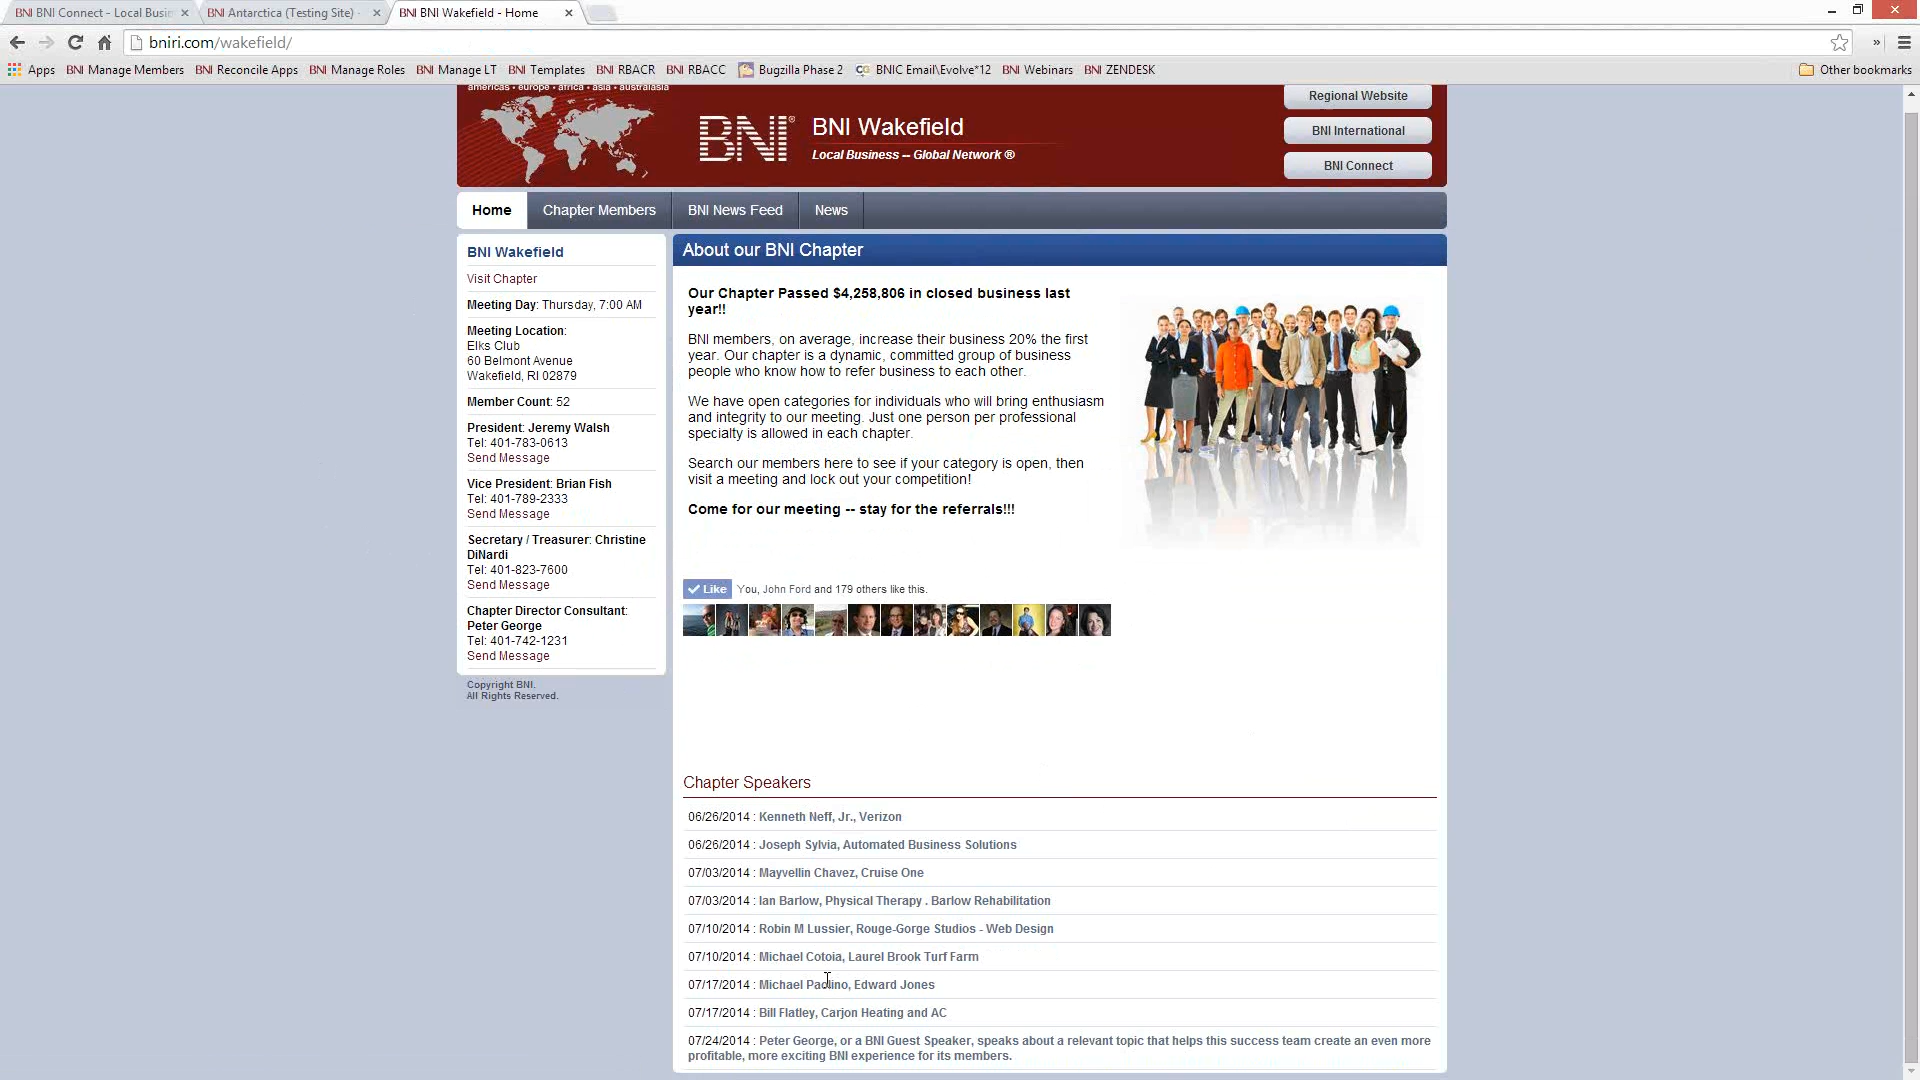 BNI BNI Connect - Local Busin
BNI Antarctica (Testing Site) -
BNI BNI Wakefield - Home
bniri.com/wakefield/
Apps BNI Manage Members BNI Reconcile Apps BNI Manage Roles BNI Manage LT BNI Templates BNI RBACR BNI RBACC Bugzilla Phase 2 BNIC Email\Evolve*12 BNI Webinars BNI ZENDESK Other bookmarks
americas • europe • africa • asia • australasia
BNI®
BNI Wakefield
Local Business -- Global Network ®
Regional Website
BNI International
BNI Connect
Home Chapter Members BNI News Feed News
BNI Wakefield
Visit Chapter
Meeting Day: Thursday, 7:00 AM
Meeting Location:
Elks Club
60 Belmont Avenue
Wakefield, RI 02879
Member Count: 52
President: Jeremy Walsh
Tel: 401-783-0613
Send Message
Vice President: Brian Fish
Tel: 401-789-2333
Send Message
Secretary / Treasurer: Christine
DiNardi
Tel: 401-823-7600
Send Message
Chapter Director Consultant:
Peter George
Tel: 401-742-1231
Send Message
Copyright BNI.
All Rights Reserved.
About our BNI Chapter
Our Chapter Passed $4,258,806 in closed business last
year!!
BNI members, on average, increase their business 20% the first
year. Our chapter is a dynamic, committed group of business
people who know how to refer business to each other.
We have open categories for individuals who will bring enthusiasm
and integrity to our meeting. Just one person per professional
specialty is allowed in each chapter.
Search our members here to see if your category is open, then
visit a meeting and lock out your competition!
Come for our meeting -- stay for the referrals!!!
Like You, John Ford and 179 others like this.
Chapter Speakers
06/26/2014 : Kenneth Neff, Jr., Verizon
06/26/2014 : Joseph Sylvia, Automated Business Solutions
07/03/2014 : Mayvellin Chavez, Cruise One
07/03/2014 : Ian Barlow, Physical Therapy . Barlow Rehabilitation
07/10/2014 : Robin M Lussier, Rouge-Gorge Studios - Web Design
07/10/2014 : Michael Cotoia, Laurel Brook Turf Farm
07/17/2014 : Michael Paolino, Edward Jones
07/17/2014 : Bill Flatley, Carjon Heating and AC
07/24/2014 : Peter George, or a BNI Guest Speaker, speaks about a relevant topic that helps this success team create an even more
profitable, more exciting BNI experience for its members.